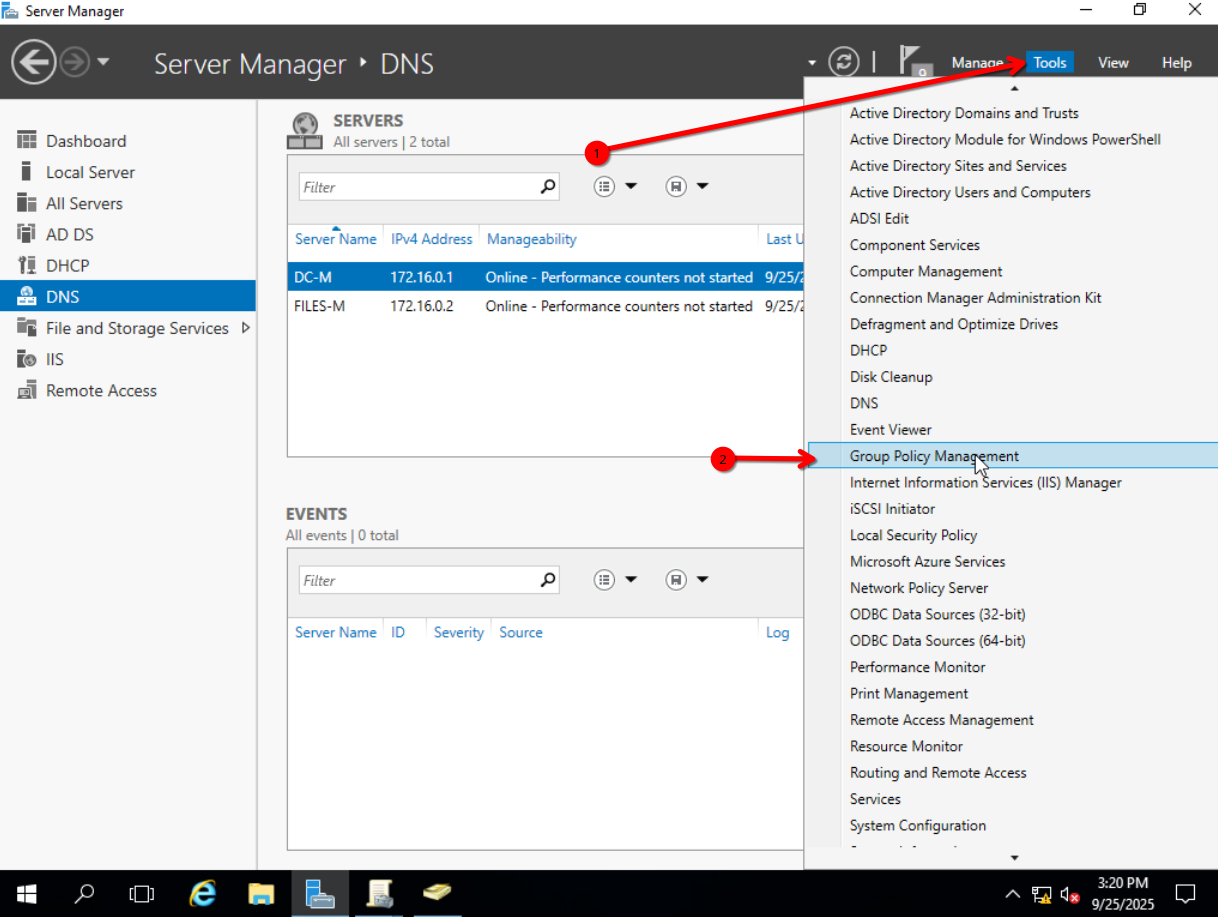 Server Manager
Server Manager ‣ DNS
Manage
Tools
View
Help
Dashboard
Local Server
All Servers
AD DS
DHCP
DNS
File and Storage Services
IIS
Remote Access
SERVERS
All servers | 2 total
1
Filter
Server Name IPv4 Address Manageability Last U
DC-M 172.16.0.1 Online - Performance counters not started 9/25/2
FILES-M 172.16.0.2 Online - Performance counters not started 9/25/2
2
EVENTS
All events | 0 total
Filter
Server Name ID Severity Source Log
Active Directory Domains and Trusts
Active Directory Module for Windows PowerShell
Active Directory Sites and Services
Active Directory Users and Computers
ADSI Edit
Component Services
Computer Management
Connection Manager Administration Kit
Defragment and Optimize Drives
DHCP
Disk Cleanup
DNS
Event Viewer
Group Policy Management
Internet Information Services (IIS) Manager
iSCSI Initiator
Local Security Policy
Microsoft Azure Services
Network Policy Server
ODBC Data Sources (32-bit)
ODBC Data Sources (64-bit)
Performance Monitor
Print Management
Remote Access Management
Resource Monitor
Routing and Remote Access
Services
System Configuration
3:20 PM
9/25/2025